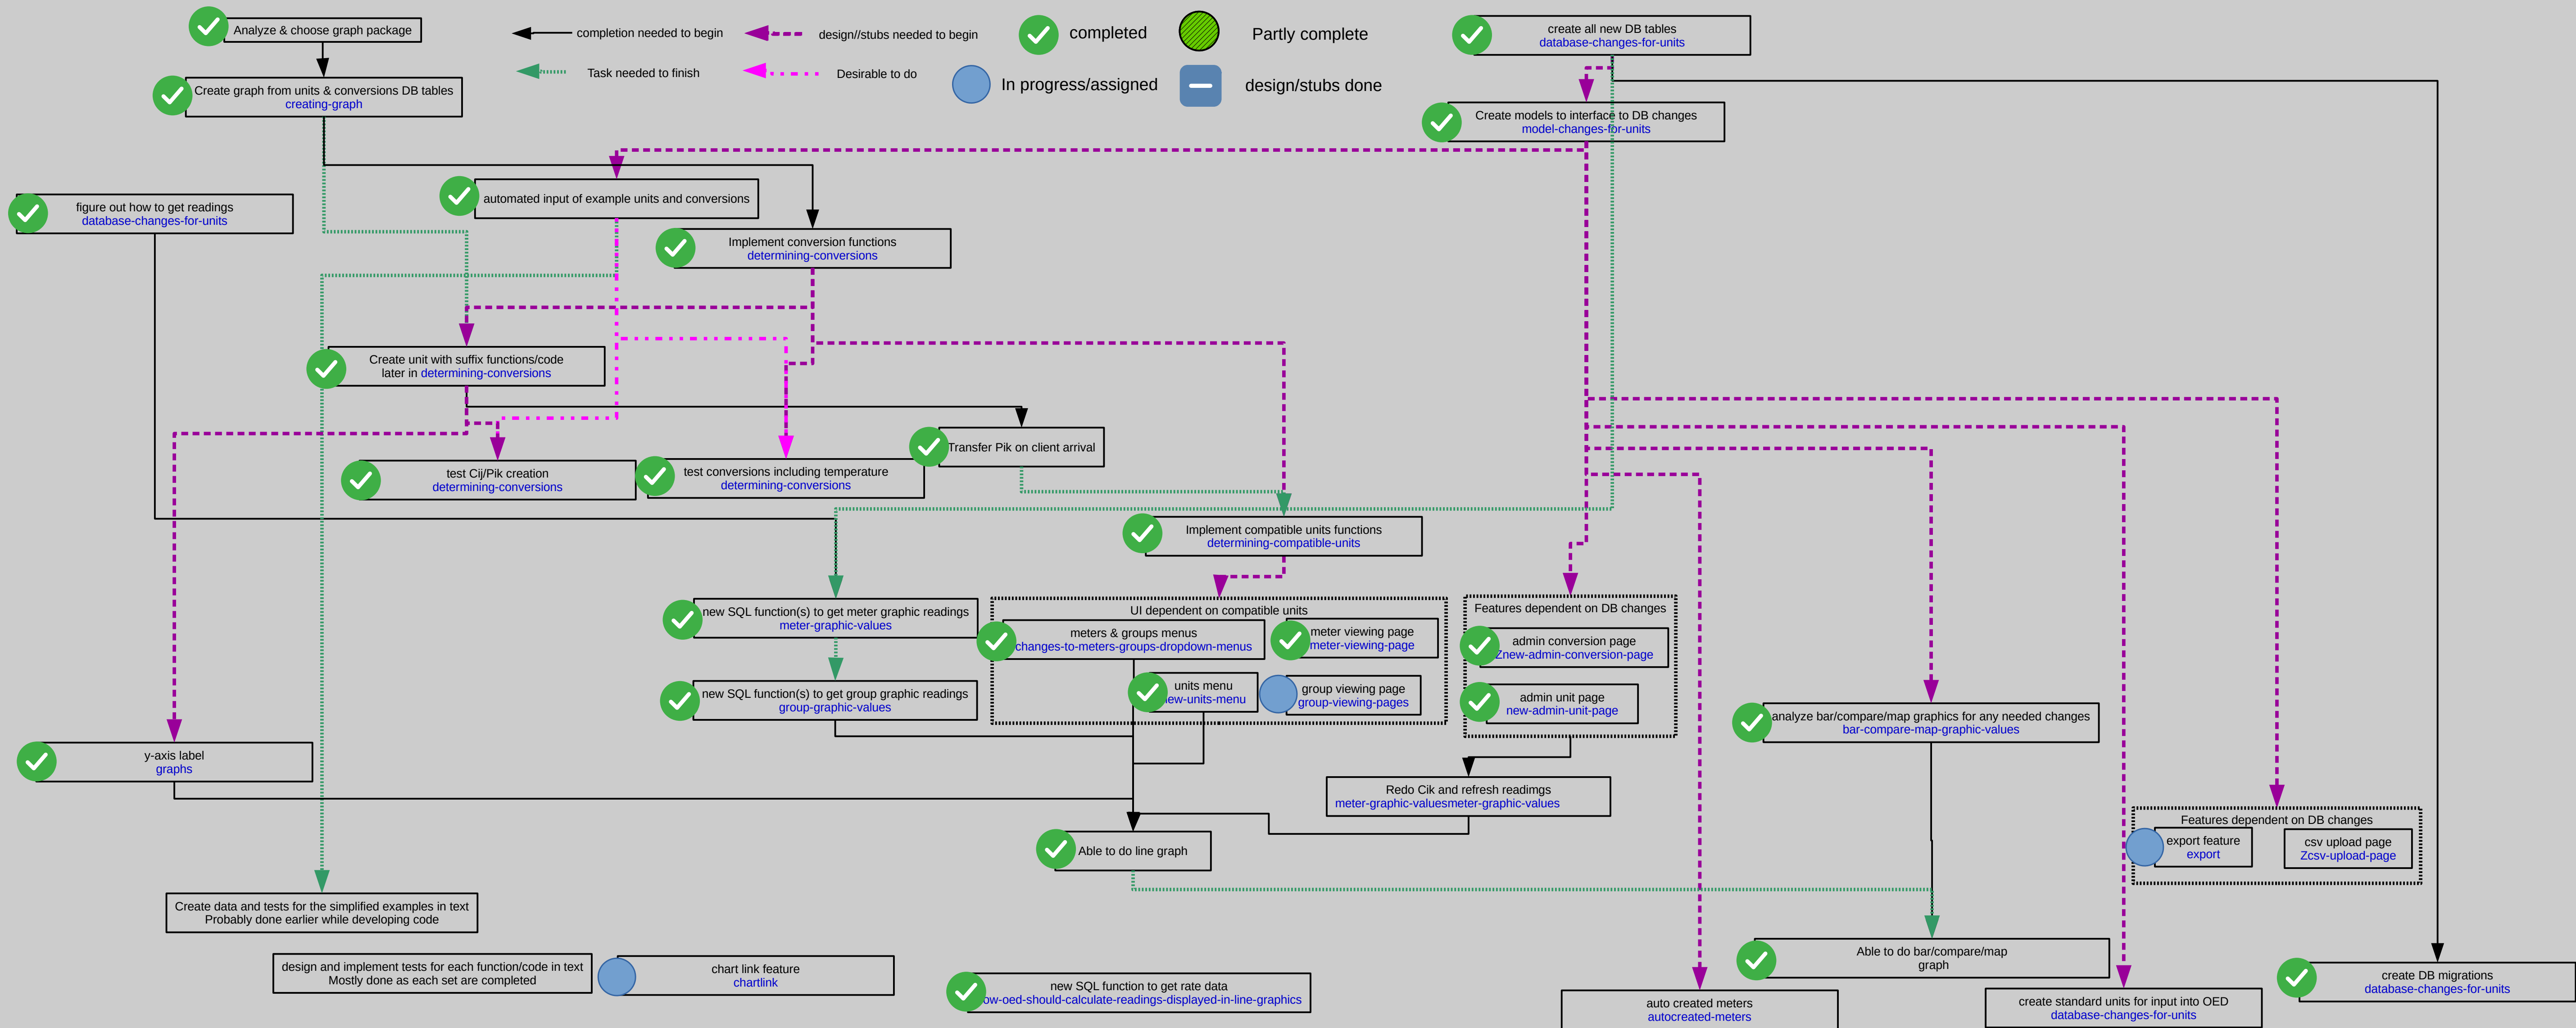 Analyze & choose graph package
completion needed to begin
design//stubs needed to begin
completed
Partly complete
create all new DB tables
database-changes-for-units
Task needed to finish
Desirable to do
In progress/assigned
design/stubs done
Create graph from units & conversions DB tables
creating-graph
Create models to interface to DB changes
model-changes-for-units
figure out how to get readings
database-changes-for-units
automated input of example units and conversions
Implement conversion functions
determining-conversions
Create unit with suffix functions/code
later in determining-conversions
Transfer Pik on client arrival
test Cij/Pik creation
determining-conversions
test conversions including temperature
determining-conversions
Implement compatible units functions
determining-compatible-units
new SQL function(s) to get meter graphic readings
meter-graphic-values
UI dependent on compatible units
meters & groups menus
changes-to-meters-groups-dropdown-menus
meter viewing page
meter-viewing-page
units menu
new-units-menu
group viewing page
group-viewing-pages
Features dependent on DB changes
admin conversion page
Znew-admin-conversion-page
admin unit page
new-admin-unit-page
new SQL function(s) to get group graphic readings
group-graphic-values
analyze bar/compare/map graphics for any needed changes
bar-compare-map-graphic-values
y-axis label
graphs
Redo Cik and refresh readimgs
meter-graphic-valuesmeter-graphic-values
Able to do line graph
Features dependent on DB changes
export feature
export
csv upload page
Zcsv-upload-page
Create data and tests for the simplified examples in text
Probably done earlier while developing code
design and implement tests for each function/code in text
Mostly done as each set are completed
chart link feature
chartlink
new SQL function to get rate data
ow-oed-should-calculate-readings-displayed-in-line-graphics
Able to do bar/compare/map
graph
auto created meters
autocreated-meters
create standard units for input into OED
database-changes-for-units
create DB migrations
database-changes-for-units